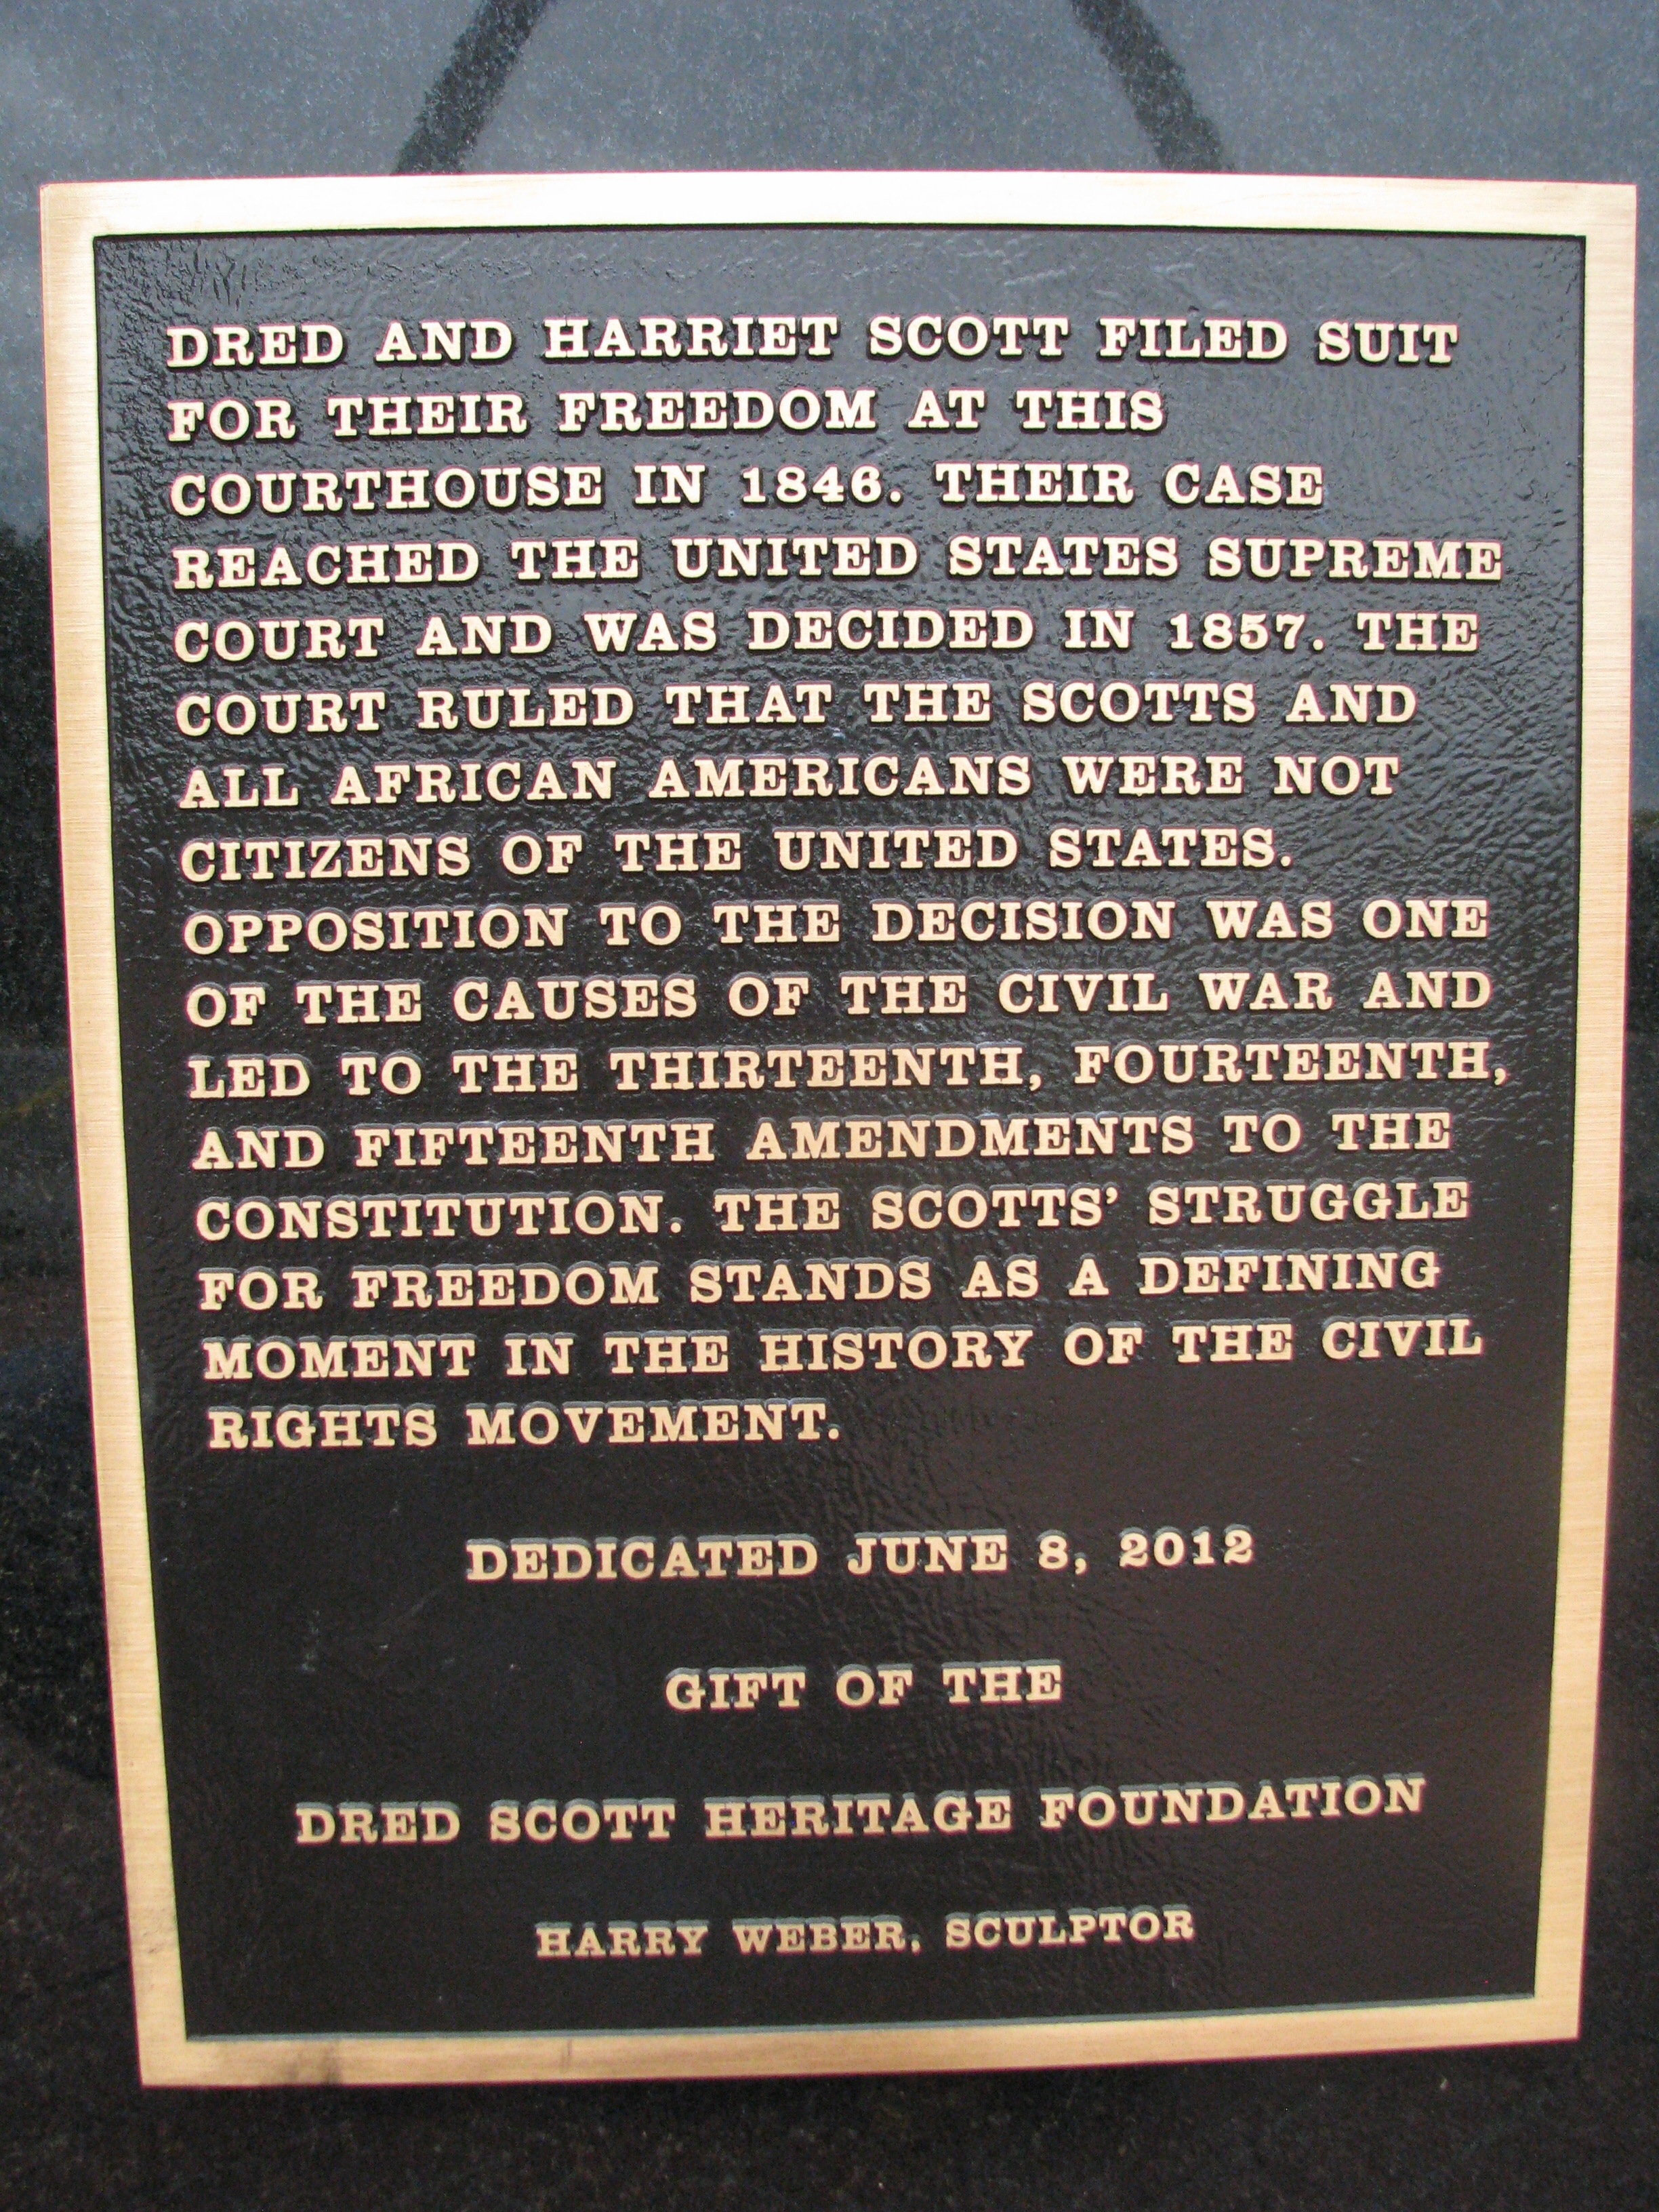 DRED AND HARRIET SCOTT FILED SUIT
FOR THEIR FREEDOM AT THIS
COURTHOUSE IN 1846. THEIR CASE
REACHED THE UNITED STATES SUPREME
COURT AND WAS DECIDED IN 1857. THE
COURT RULED THAT THE SCOTTS AND
ALL AFRICAN AMERICANS WERE NOT
CITIZENS OF THE UNITED STATES.
OPPOSITION TO THE DECISION WAS ONE
OF THE CAUSES OF THE CIVIL WAR AND
LED TO THE THIRTEENTH, FOURTEENTH,
AND FIFTEENTH AMENDMENTS TO THE
CONSTITUTION. THE SCOTTS' STRUGGLE
FOR FREEDOM STANDS AS A DEFINING
MOMENT IN THE HISTORY OF THE CIVIL
RIGHTS MOVEMENT.
DEDICATED JUNE 8, 2012
GIFT OF THE
DRED SCOTT HERITAGE FOUNDATION
HARRY WEBER, SCULPTOR